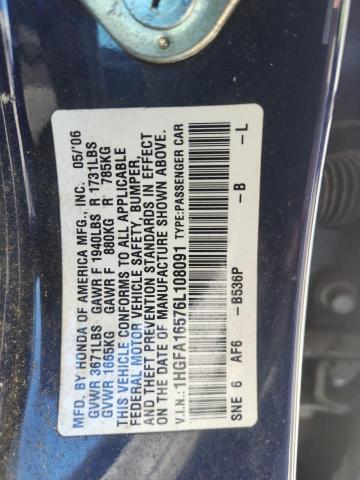 MFD. BY HONDA OF AMERICA MFG., INC. 05/'06
GVWR 3671LBS GAWR F 1940LBS R 1731LBS
GVWR 1665KG GAWR F 880KG R 785KG
THIS VEHICLE CONFORMS TO ALL APPLICABLE
FEDERAL MOTOR VEHICLE SAFETY, BUMPER,
AND THEFT PREVENTION STANDARDS IN EFFECT
ON THE DATE OF MANUFACTURE SHOWN ABOVE.
V.I.N.: 1HGFA16576L108091 TYPE:PASSENGER CAR
SNE 6 AF6 -B536P -B -L